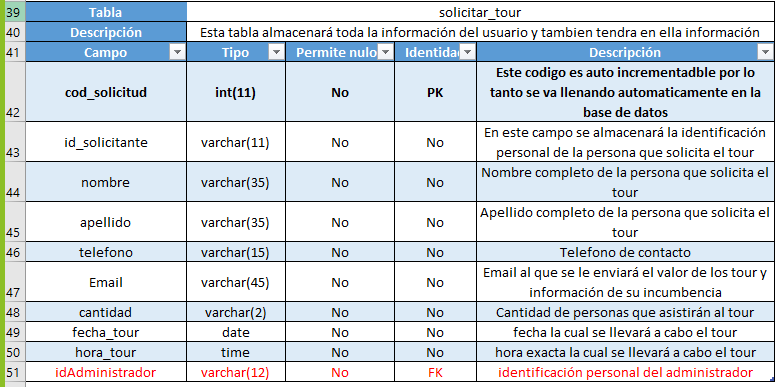 39 Tabla solicitar_tour
40 Descripción Esta tabla almacenará toda la información del usuario y tambien tendra en ella información
41 Campo Tipo Permite nulo Identida Descripción
Este codigo es auto incrementadble por lo
tanto se va llenando automaticamente en la
base de datos
42 cod_solicitud int(11) No PK
En este campo se almacenará la identificación
personal de la persona que solicita el tour
43 id_solicitante varchar(11) No No
Nombre completo de la persona que solicita el
tour
44 nombre varchar(35) No No
Apellido completo de la persona que solicita el
tour
45 apellido varchar(35) No No
46 telefono varchar(15) No No Telefono de contacto
Email al que se le enviará el valor de los tour y
información de su incumbencia
47 Email varchar(45) No No
48 cantidad varchar(2) No No Cantidad de personas que asistirán al tour
49 fecha_tour date No No fecha la cual se llevará a cabo el tour
50 hora_tour time No No hora exacta la cual se llevará a cabo el tour
51 idAdministrador varchar(12) No FK identificación personal del administrador